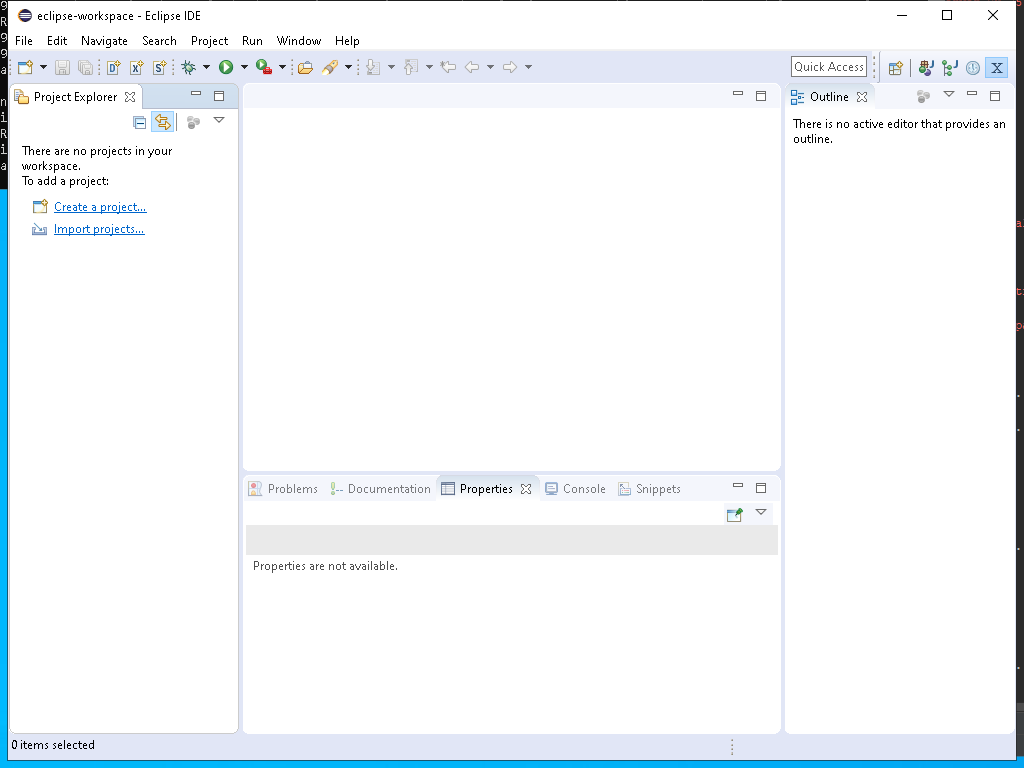 eclipse-workspace - Eclipse IDE
File Edit Navigate Search Project Run Window Help
Quick Access
Project Explorer
Outline
There are no projects in your
workspace.
To add a project:
Create a project...
Import projects...
There is no active editor that provides an
outline.
Problems Documentation Properties Console Snippets
Properties are not available.
0 items selected